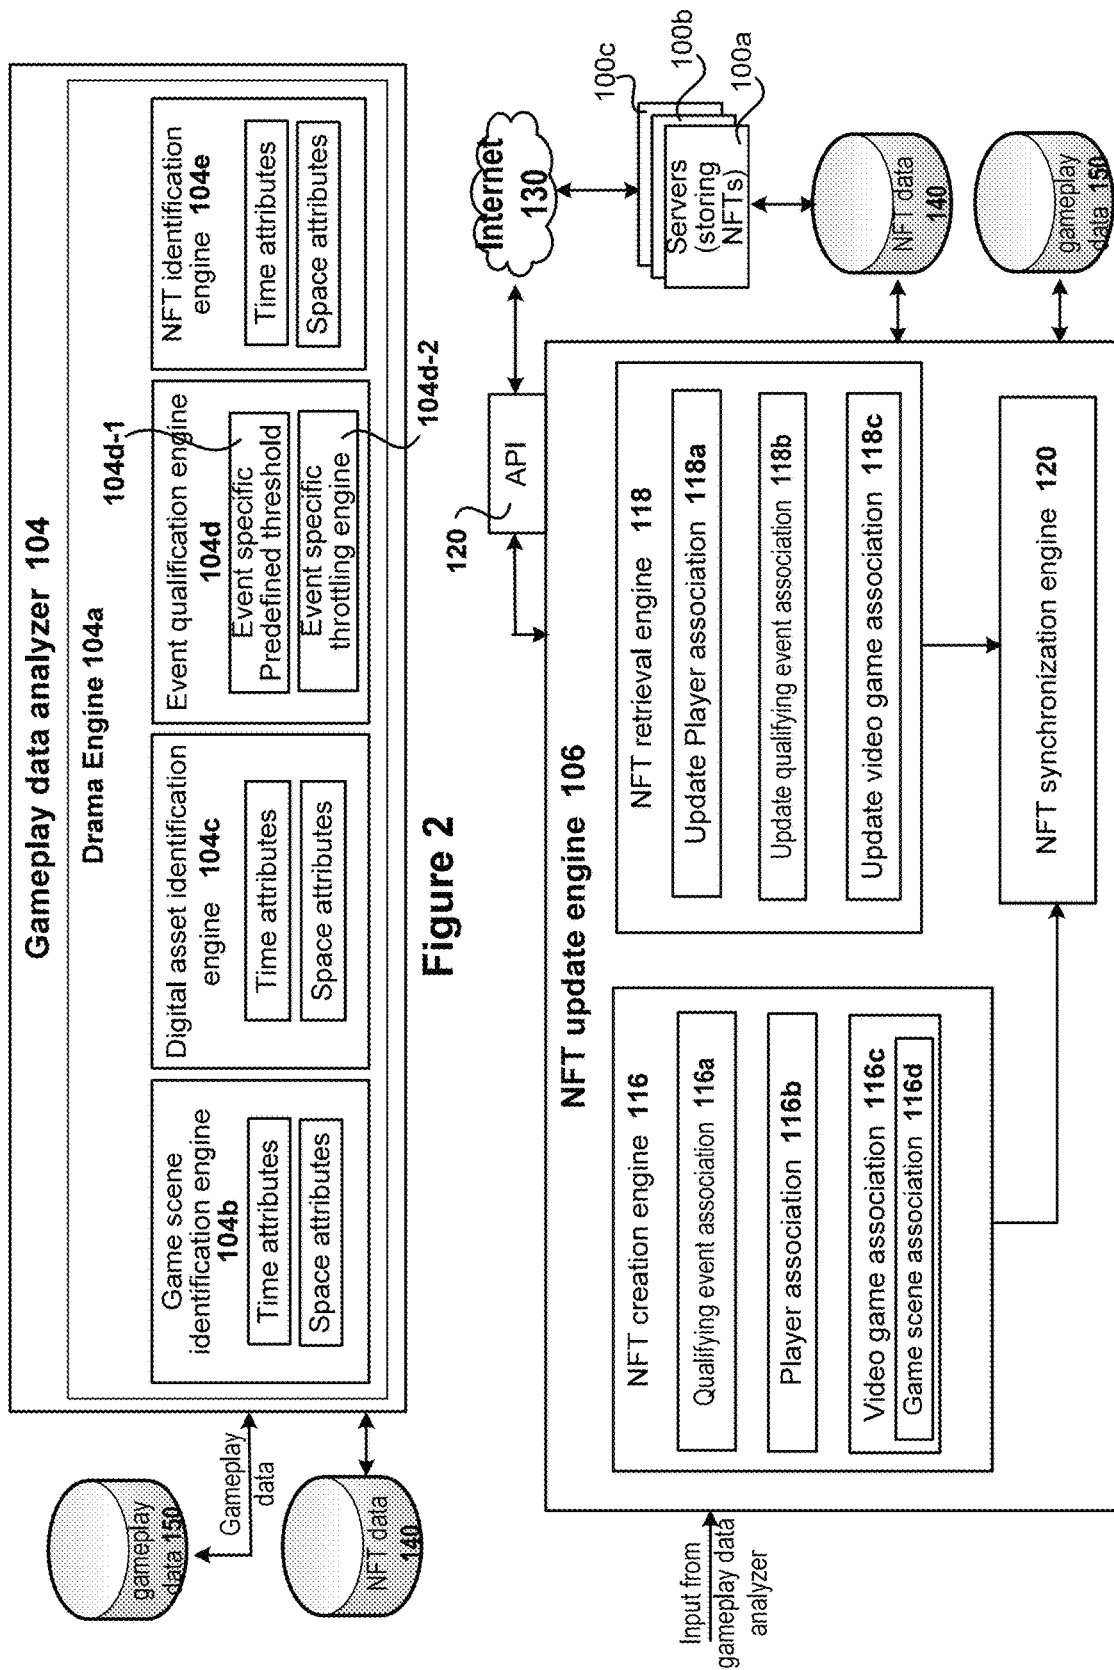 Gameplay data analyzer 104
Drama Engine 104a
gameplay
data 150
Gameplay
data
NFT data
140
Game scene
identification engine
104b
Time attributes
Space attributes
Digital asset identification
engine 104c
Time attributes
Space attributes
Event qualification engine
104d
Event specific
Predefined threshold
Event specific
throttling engine
104d-1
104d-2
NFT identification
engine 104e
Time attributes
Space attributes
Figure 2
120
API
Internet
130
100c
100b
100a
Servers
(storing
NFTs)
NFT data
140
gameplay
data 150
NFT update engine 106
Input from
gameplay data
analyzer
NFT creation engine 116
Qualifying event association 116a
Player association 116b
Video game association 116c
Game scene association 116d
NFT retrieval engine 118
Update Player association 118a
Update qualifying event association 118b
Update video game association 118c
NFT synchronization engine 120